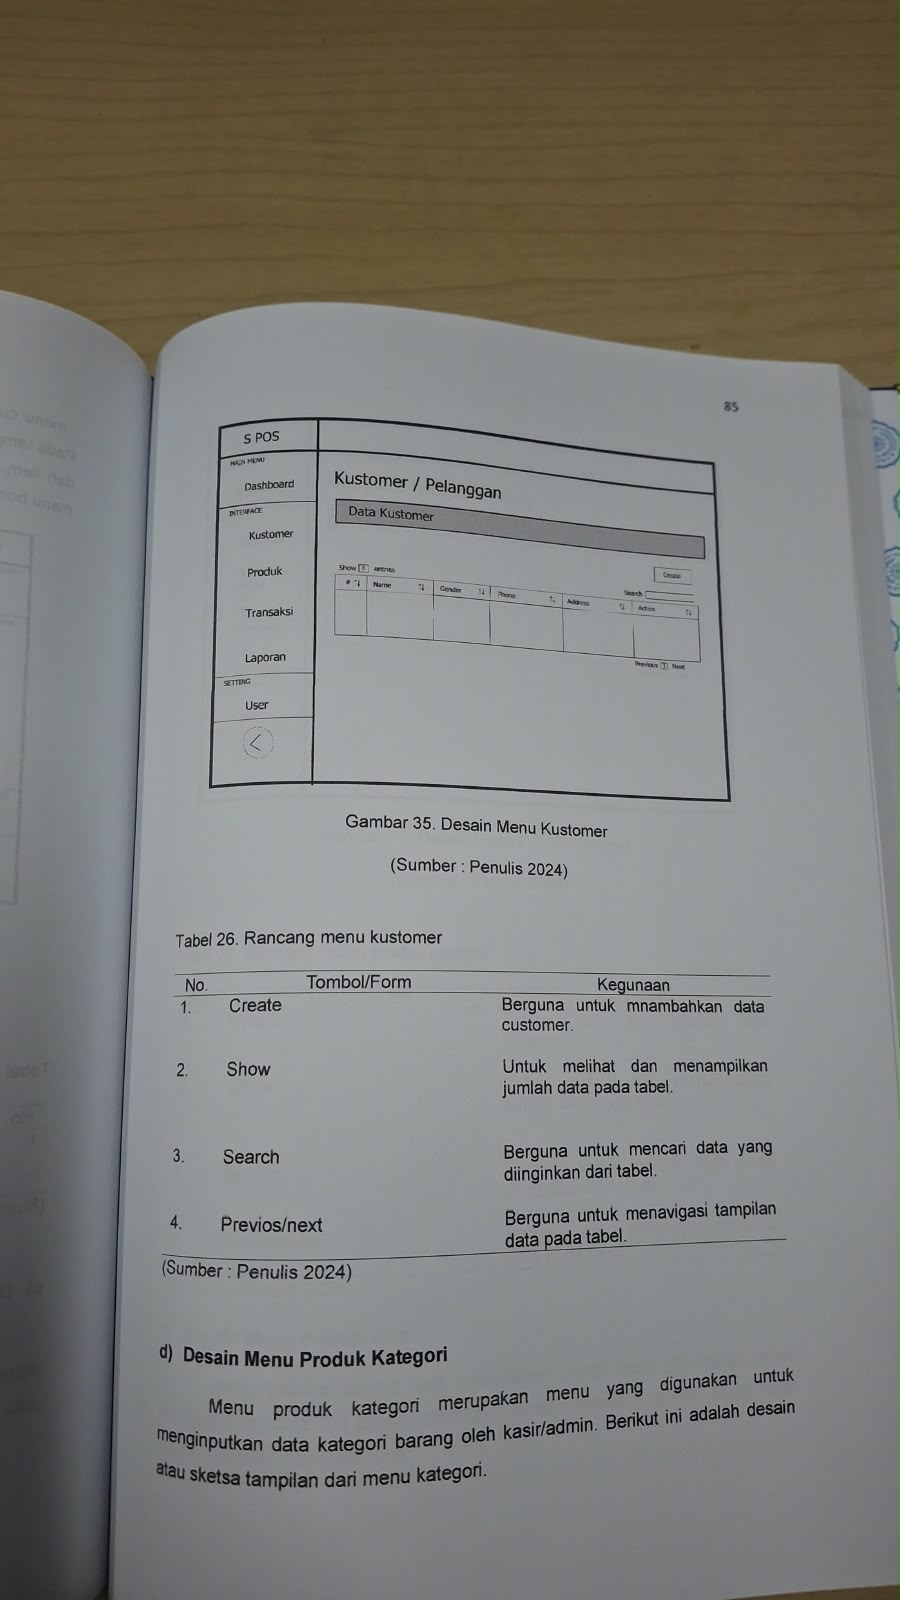 85
S POS
MAIN MENU
Dashboard
INTERFACE
Kustomer
Produk
Transaksi
Laporan
SETTING
User
Kustomer / Pelanggan
Data Kustomer
Create
Show entries
Search
# Name Gender Phone Address Action
Previous 1 Next
Gambar 35. Desain Menu Kustomer
(Sumber : Penulis 2024)
Tabel 26. Rancang menu kustomer
No. Tombol/Form Kegunaan
1. Create Berguna untuk mnambahkan data
customer.
2. Show Untuk melihat dan menampilkan
jumlah data pada tabel.
3. Search Berguna untuk mencari data yang
diinginkan dari tabel.
4. Previos/next Berguna untuk menavigasi tampilan
data pada tabel.
(Sumber : Penulis 2024)
d) Desain Menu Produk Kategori
Menu produk kategori merupakan menu yang digunakan untuk
menginputkan data kategori barang oleh kasir/admin. Berikut ini adalah desain
atau sketsa tampilan dari menu kategori.